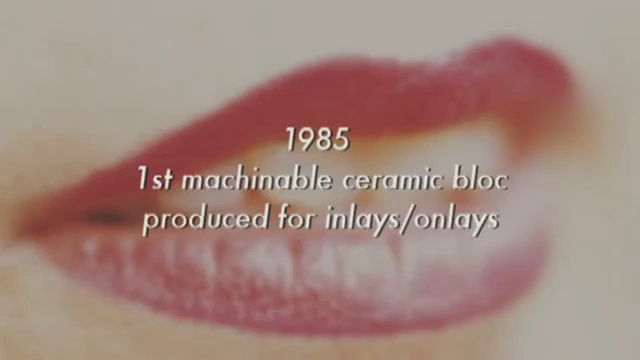 1985
1st machinable ceramic bloc
produced for inlays/onlays